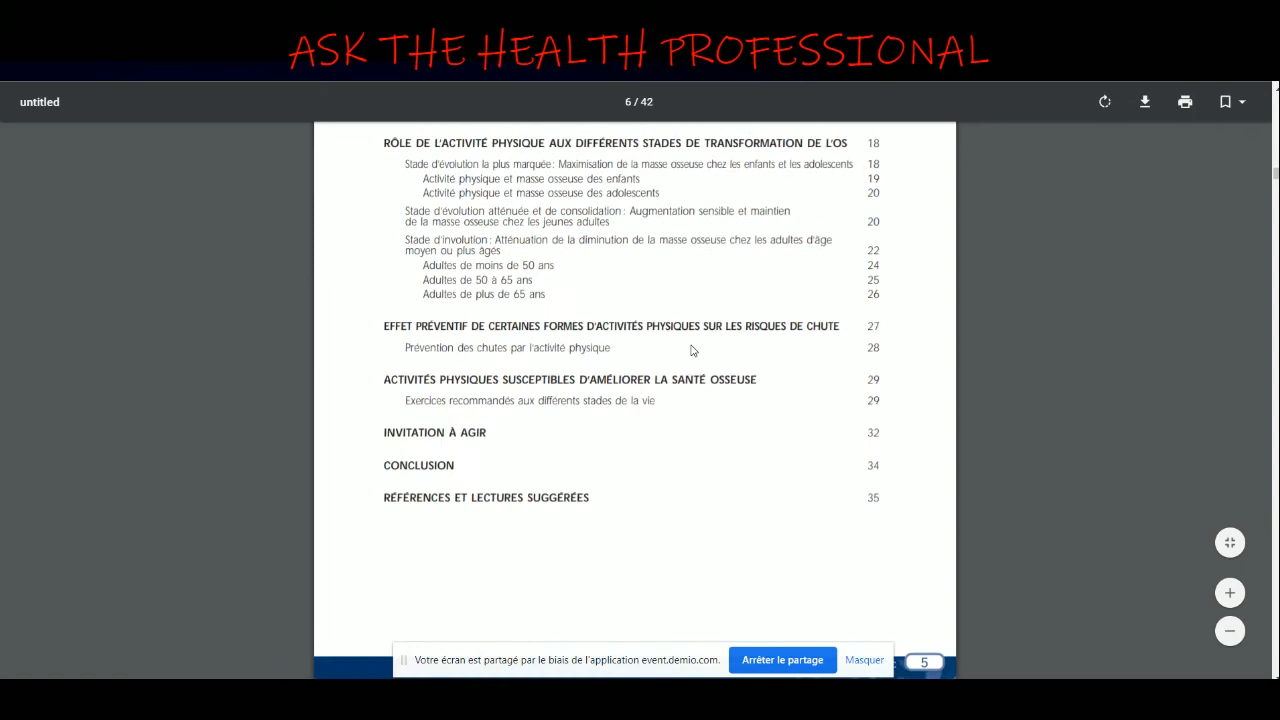 ASK THE HEALTH PROFESSIONAL
untitled
6 / 42
RÔLE DE L'ACTIVITÉ PHYSIQUE AUX DIFFÉRENTS STADES DE TRANSFORMATION DE L'OS 18
Stade d'évolution la plus marquée : Maximisation de la masse osseuse chez les enfants et les adolescents 18
Activité physique et masse osseuse des enfants 19
Activité physique et masse osseuse des adolescents 20
Stade d'évolution atténuée et de consolidation : Augmentation sensible et maintien
de la masse osseuse chez les jeunes adultes 20
Stade d'involution : Atténuation de la diminution de la masse osseuse chez les adultes d'âge
moyen ou plus âgés 22
Adultes de moins de 50 ans 24
Adultes de 50 à 65 ans 25
Adultes de plus de 65 ans 26
EFFET PRÉVENTIF DE CERTAINES FORMES D'ACTIVITÉS PHYSIQUES SUR LES RISQUES DE CHUTE 27
Prévention des chutes par l'activité physique 28
ACTIVITÉS PHYSIQUES SUSCEPTIBLES D'AMÉLIORER LA SANTÉ OSSEUSE 29
Exercices recommandés aux différents stades de la vie 29
INVITATION À AGIR 32
CONCLUSION 34
RÉFÉRENCES ET LECTURES SUGGÉRÉES 35
Votre écran est partagé par le biais de l'application event.demio.com. Arrêter le partage Masquer
5